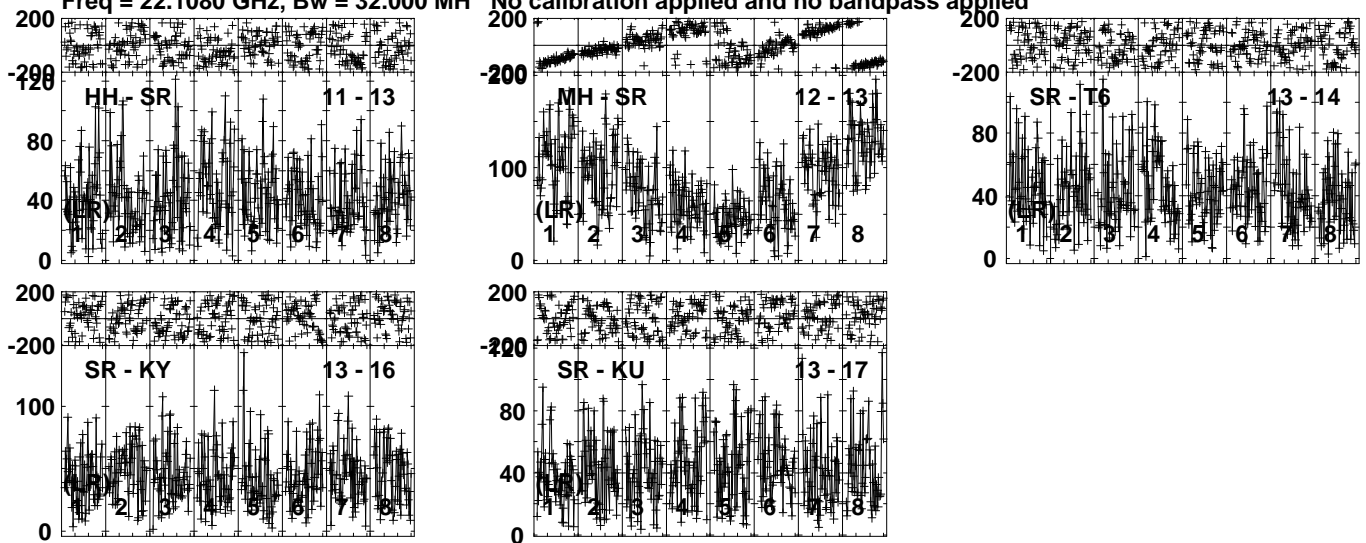 Freq = 22.1080 GHz, Bw = 32.000 MH No calibration applied and no bandpass applied
200
-200
120
80
40
0
HH - SR 11 - 13
(LR)
1 2 3 4 5 6 7 8
200
-200
200
100
0
MH - SR 12 - 13
(LR)
1 2 3 4 5 6 7 8
200
-200
80
40
0
SR - T6 13 - 14
(LR)
1 2 3 4 5 6 7 8
200
-200
100
0
SR - KY 13 - 16
(LR)
1 2 3 4 5 6 7 8
200
-200
120
80
40
0
SR - KU 13 - 17
(LR)
1 2 3 4 5 6 7 8